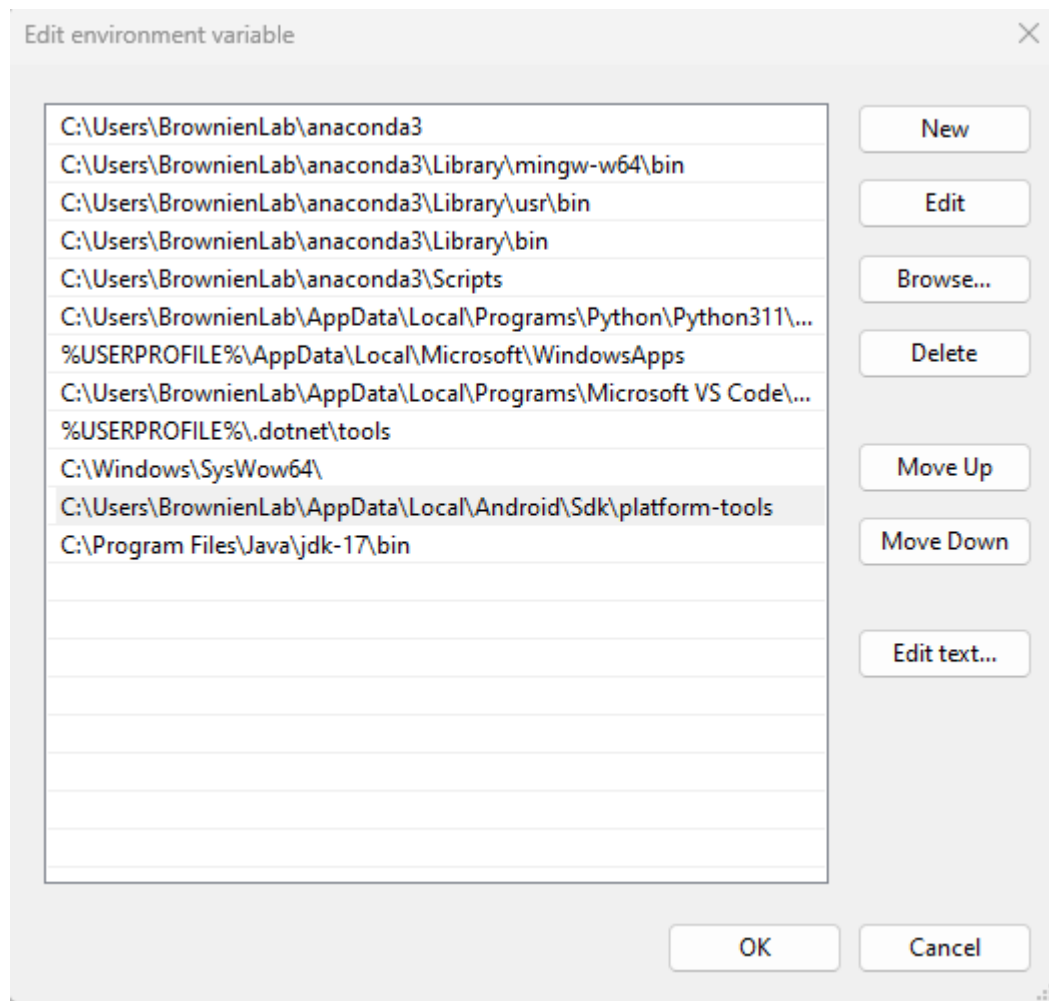 Edit environment variable
C:\Users\BrownienLab\anaconda3
C:\Users\BrownienLab\anaconda3\Library\mingw-w64\bin
C:\Users\BrownienLab\anaconda3\Library\usr\bin
C:\Users\BrownienLab\anaconda3\Library\bin
C:\Users\BrownienLab\anaconda3\Scripts
C:\Users\BrownienLab\AppData\Local\Programs\Python\Python311\...
%USERPROFILE%\AppData\Local\Microsoft\WindowsApps
C:\Users\BrownienLab\AppData\Local\Programs\Microsoft VS Code\...
%USERPROFILE%\.dotnet\tools
C:\Windows\SysWow64\
C:\Users\BrownienLab\AppData\Local\Android\Sdk\platform-tools
C:\Program Files\Java\jdk-17\bin
New
Edit
Browse...
Delete
Move Up
Move Down
Edit text...
OK
Cancel